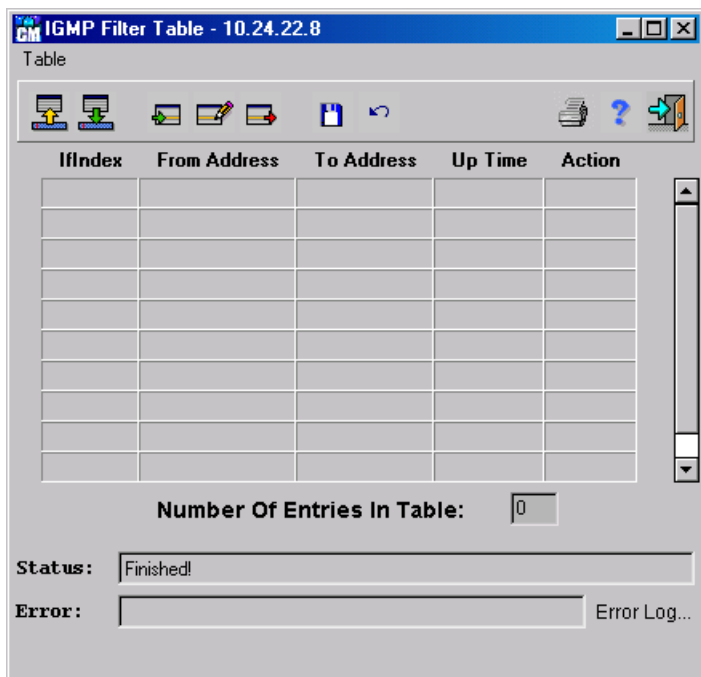 CM IGMP Filter Table - 10.24.22.8
Table
?
IfIndex From Address To Address Up Time Action
Number Of Entries In Table: 0
Status: Finished!
Error: Error Log...